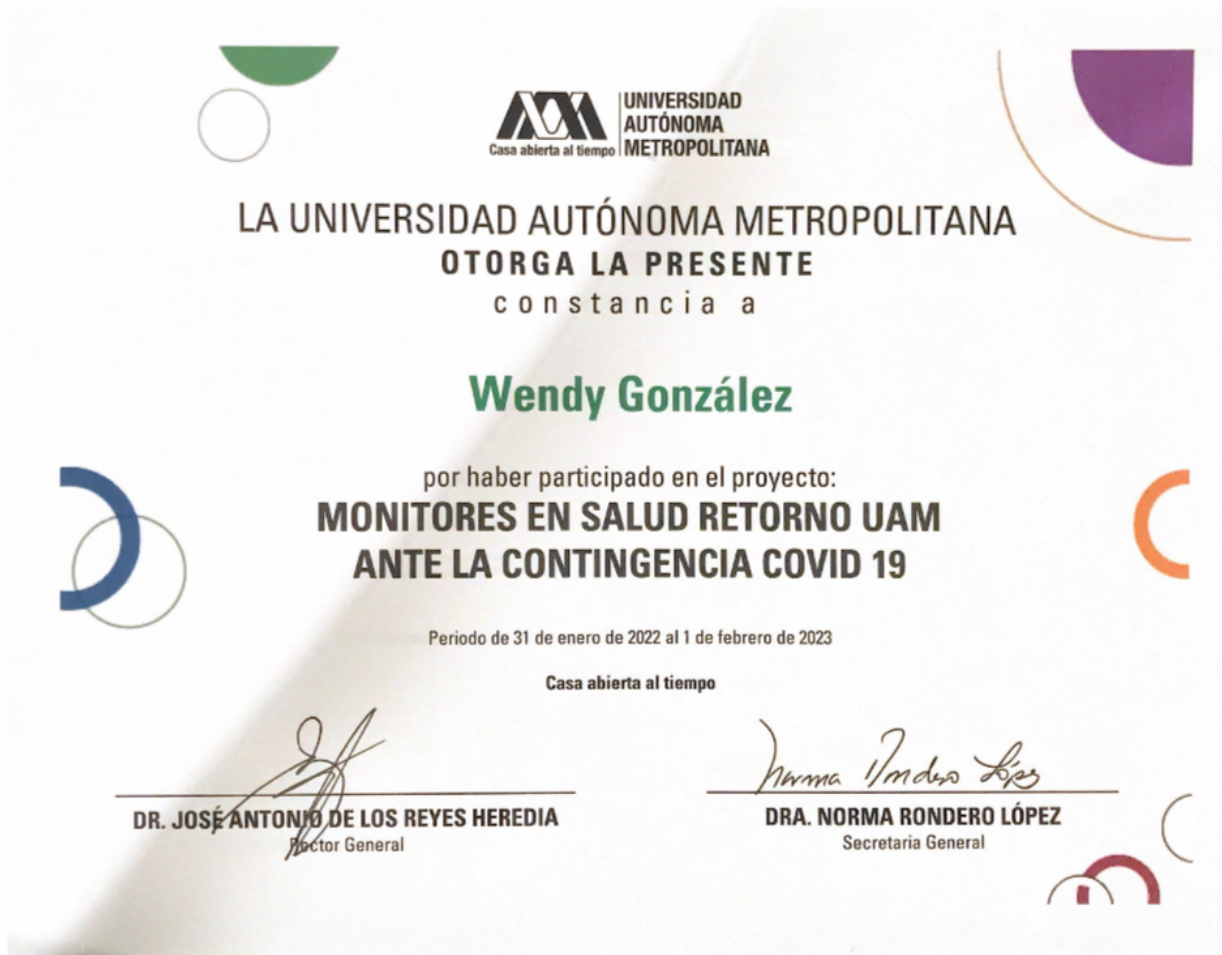 UNIVERSIDAD
AUTÓNOMA
METROPOLITANA
Casa abierta al tiempo
LA UNIVERSIDAD AUTÓNOMA METROPOLITANA
OTORGA LA PRESENTE
constancia a
Wendy González
por haber participado en el proyecto:
MONITORES EN SALUD RETORNO UAM
ANTE LA CONTINGENCIA COVID 19
Periodo de 31 de enero de 2022 al 1 de febrero de 2023
Casa abierta al tiempo
Norma Rondero López
DR. JOSÉ ANTONIO DE LOS REYES HEREDIA
Rector General
DRA. NORMA RONDERO LÓPEZ
Secretaria General